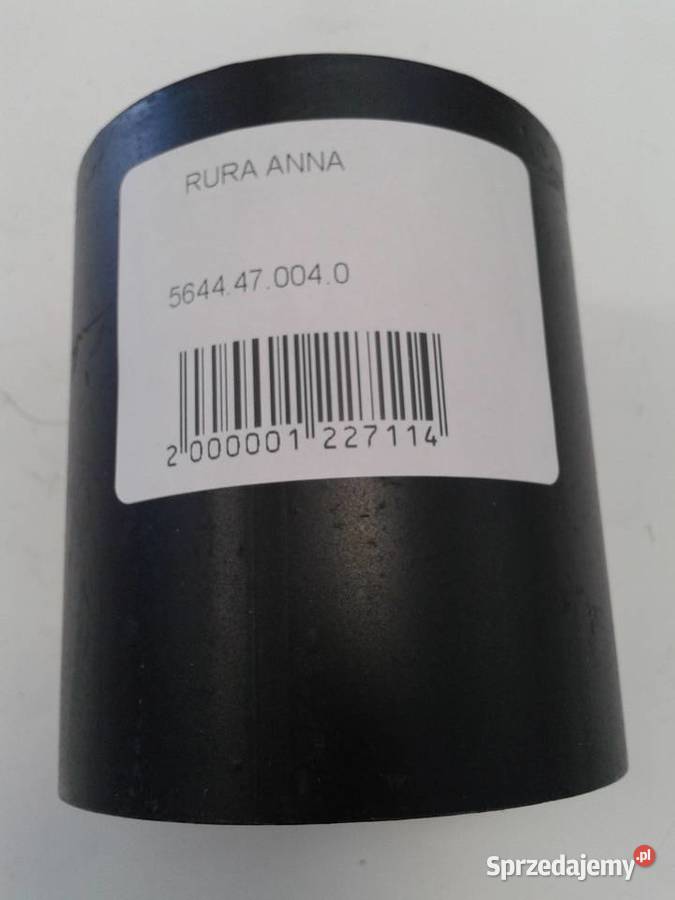 RURA ANNA
5644.47.004.0
2 000001 227114
Sprzedajemy.pl